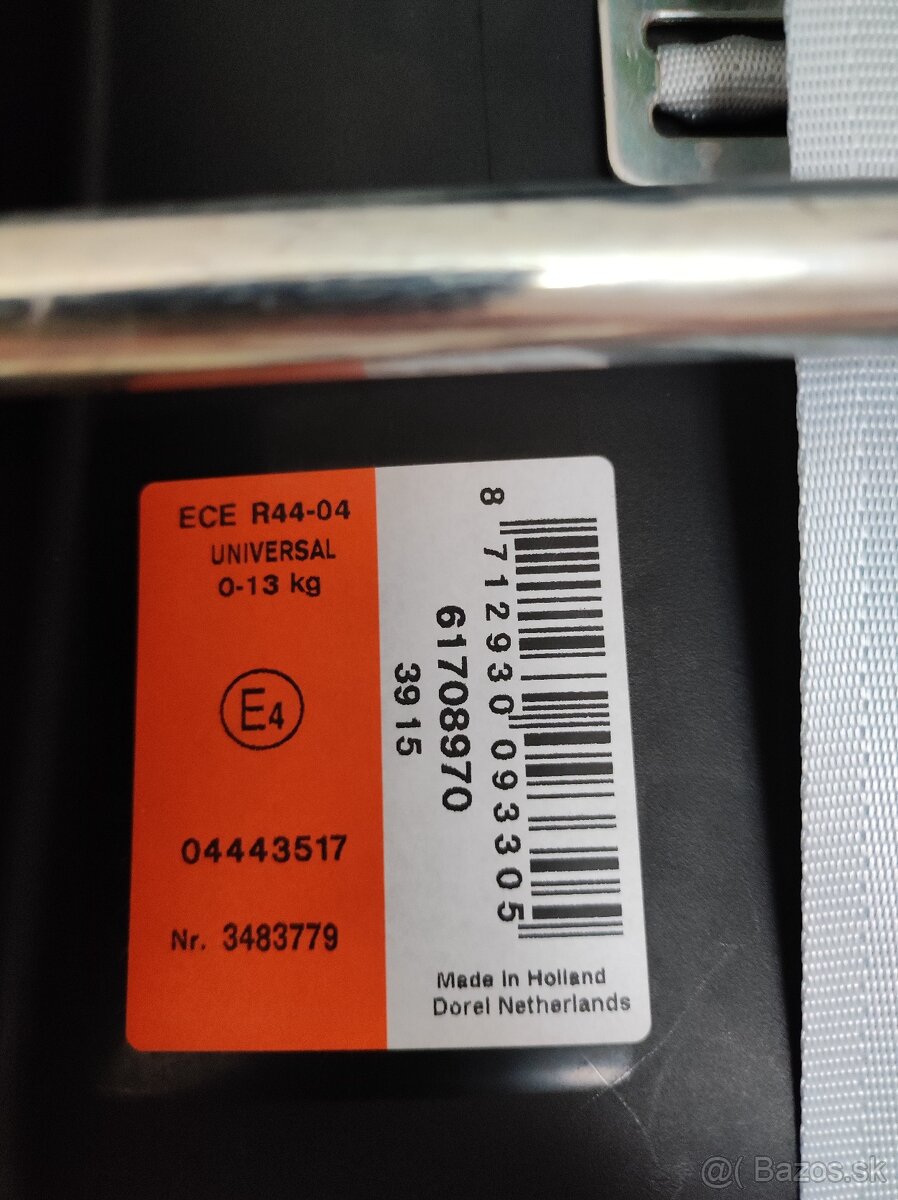 ECE R44-04
UNIVERSAL
0-13 kg
E4
04443517
Nr. 3483779
8 712930 093305
61708970
3915
Made in Holland
Dorel Netherlands
@( Bazos.sk